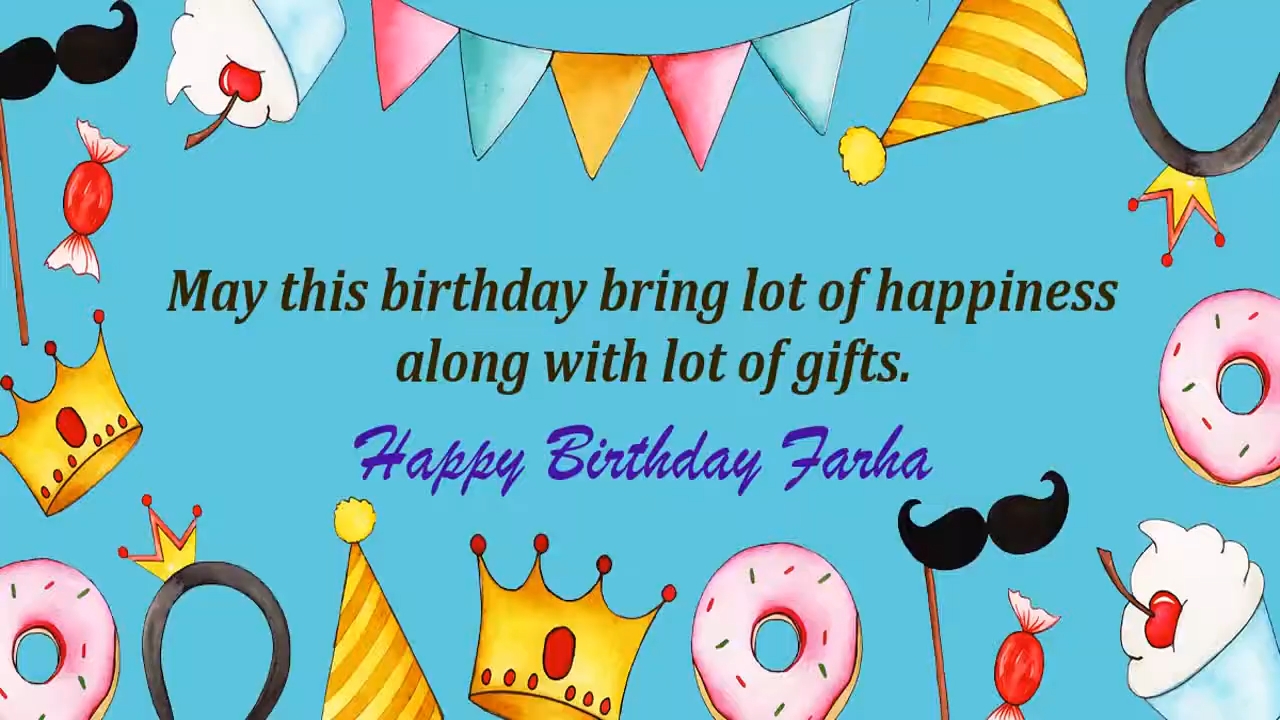 May this birthday bring lot of happiness
along with lot of gifts.
Happy Birthday Farha